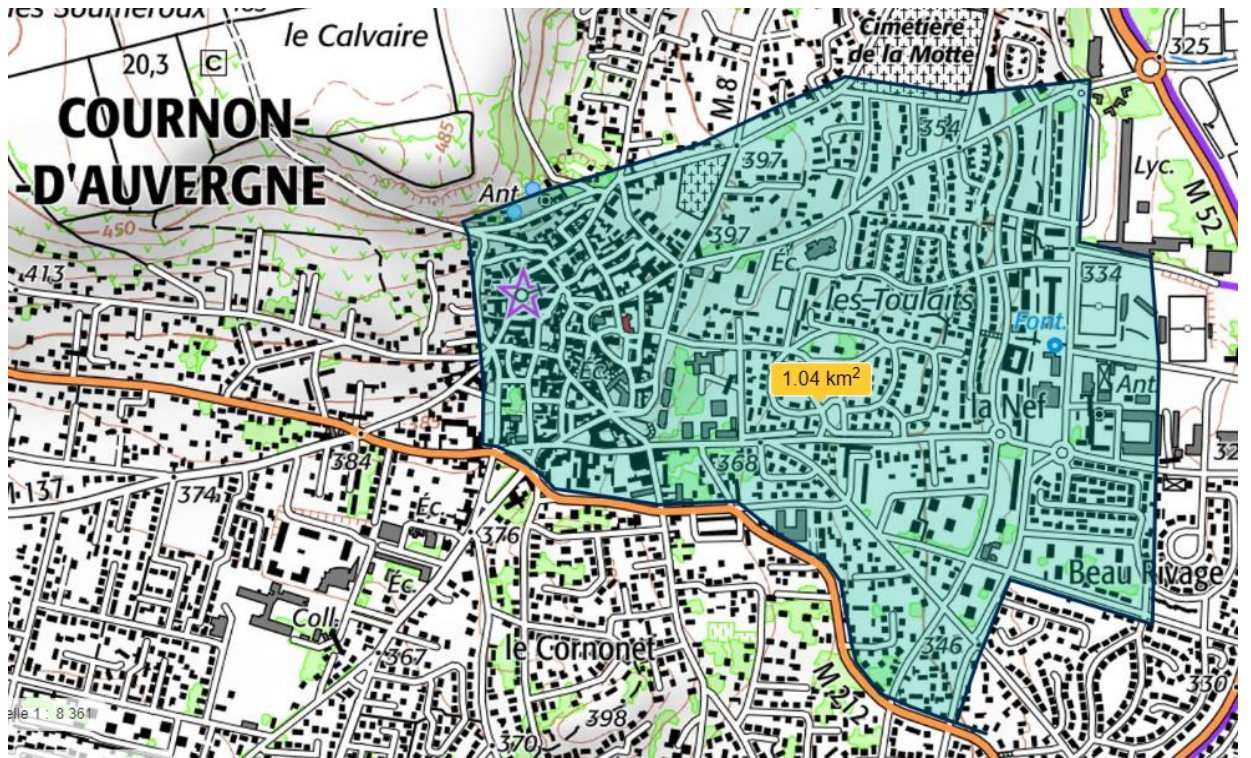 le Calvaire
20,3
C
COURNON-
-D'AUVERGNE
485
450
413
Ant
Cimetière
de la Motte
M 8
325
354
397
397
Lyc.
M 52
Éc.
les Toulaits
334
Font.
1.04 km²
Ant
la Nef
Éc.
368
384
374
M 137
Éc.
376
Éc.
Coll.
367
le Cornonet
Beau Rivage
346
M 212
330
398
370
elle 1 : 8 361